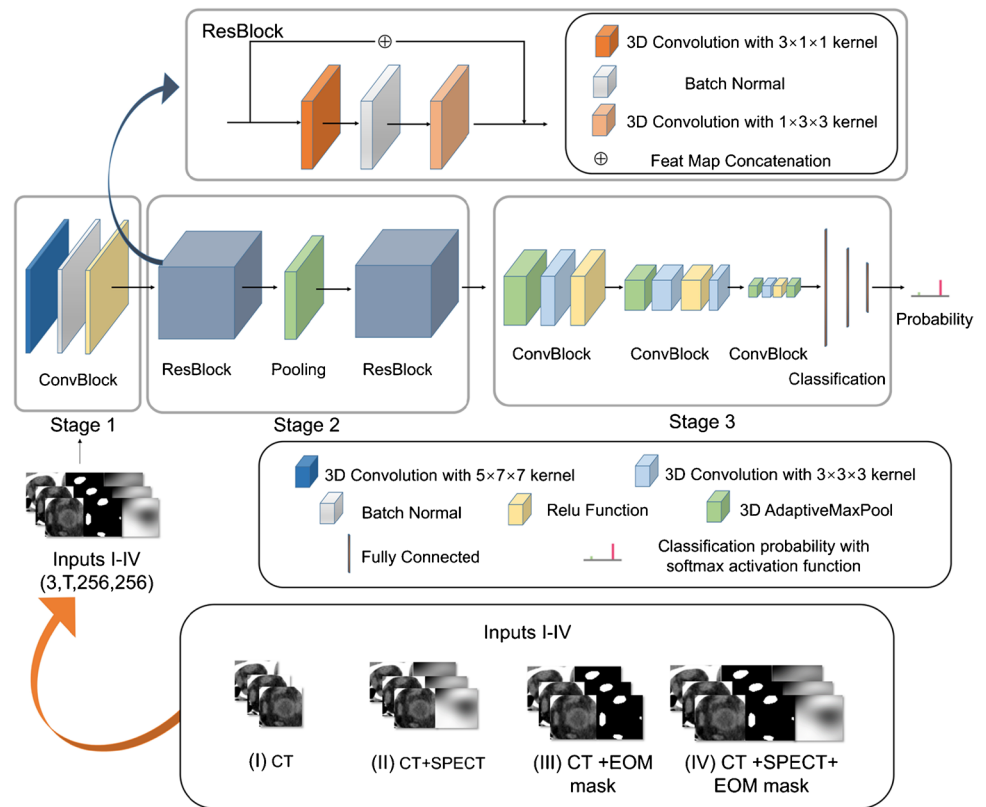 ResBlock
⊕
3D Convolution with 3×1×1 kernel
Batch Normal
3D Convolution with 1×3×3 kernel
⊕ Feat Map Concatenation
ConvBlock
ResBlock
Pooling
ResBlock
ConvBlock
ConvBlock
ConvBlock
Classification
Probability
Stage 1
Stage 2
Stage 3
3D Convolution with 5×7×7 kernel
3D Convolution with 3×3×3 kernel
Batch Normal
Relu Function
3D AdaptiveMaxPool
Fully Connected
Classification probability with
softmax activation function
Inputs I-IV
(3,T,256,256)
Inputs I-IV
(I) CT
(II) CT+SPECT
(III) CT +EOM
mask
(IV) CT +SPECT+
EOM mask